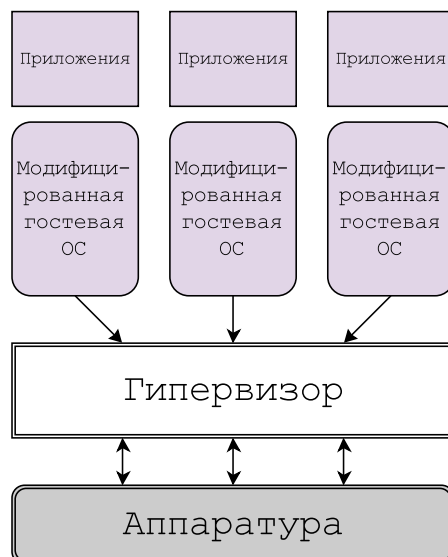 Приложения Приложения Приложения
Модифици-
рованная
гостевая
ОС
Модифици-
рованная
гостевая
ОС
Модифици-
рованная
гостевая
ОС
Гипервизор
Аппаратура